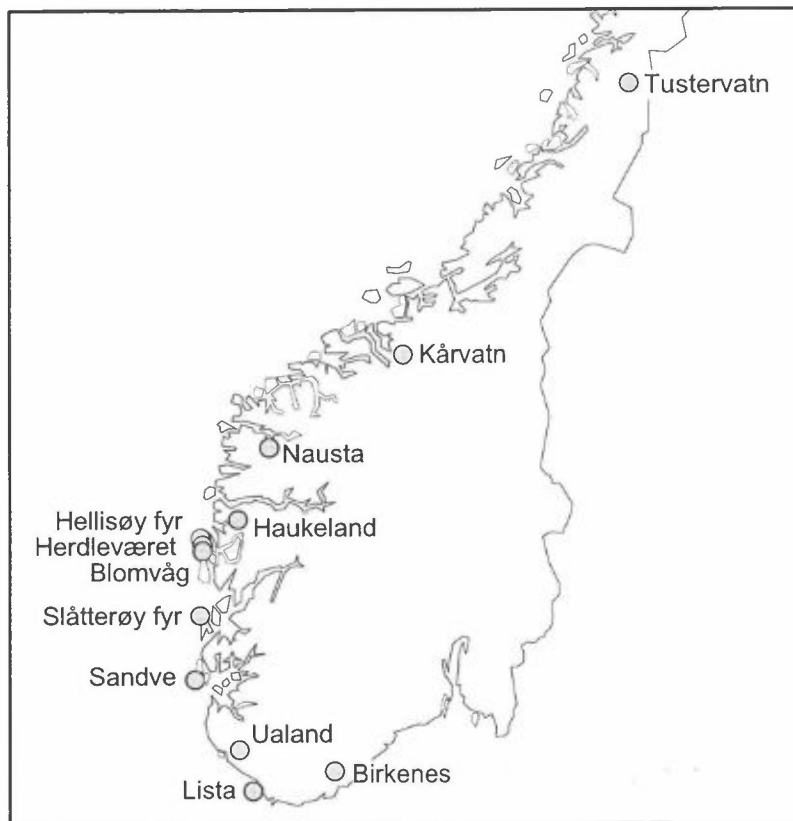 Tustervatn
Kårvatn
Nausta
Hellisøy fyr
Haukeland
Herdleværet
Blomvåg
Slåtterøy fyr
Sandve
Ualand
Birkenes
Lista